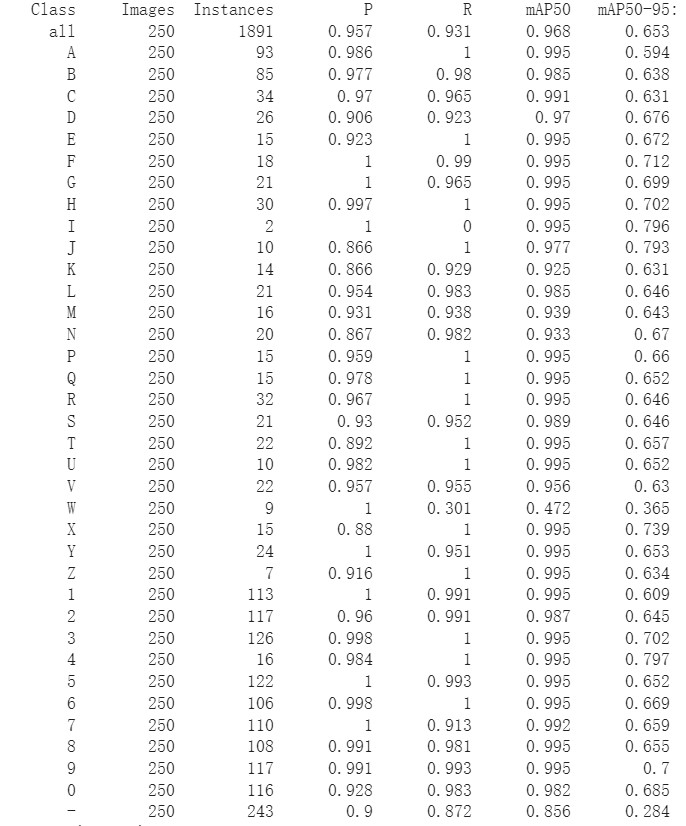 Class Images Instances P R mAP50 mAP50-95:
all 250 1891 0.957 0.931 0.968 0.653
A 250 93 0.986 1 0.995 0.594
B 250 85 0.977 0.98 0.985 0.638
C 250 34 0.97 0.965 0.991 0.631
D 250 26 0.906 0.923 0.97 0.676
E 250 15 0.923 1 0.995 0.672
F 250 18 1 0.99 0.995 0.712
G 250 21 1 0.965 0.995 0.699
H 250 30 0.997 1 0.995 0.702
I 250 2 1 0 0.995 0.796
J 250 10 0.866 1 0.977 0.793
K 250 14 0.866 0.929 0.925 0.631
L 250 21 0.954 0.983 0.985 0.646
M 250 16 0.931 0.938 0.939 0.643
N 250 20 0.867 0.982 0.933 0.67
P 250 15 0.959 1 0.995 0.66
Q 250 15 0.978 1 0.995 0.652
R 250 32 0.967 1 0.995 0.646
S 250 21 0.93 0.952 0.989 0.646
T 250 22 0.892 1 0.995 0.657
U 250 10 0.982 1 0.995 0.652
V 250 22 0.957 0.955 0.956 0.63
W 250 9 1 0.301 0.472 0.365
X 250 15 0.88 1 0.995 0.739
Y 250 24 1 0.951 0.995 0.653
Z 250 7 0.916 1 0.995 0.634
1 250 113 1 0.991 0.995 0.609
2 250 117 0.96 0.991 0.987 0.645
3 250 126 0.998 1 0.995 0.702
4 250 16 0.984 1 0.995 0.797
5 250 122 1 0.993 0.995 0.652
6 250 106 0.998 1 0.995 0.669
7 250 110 1 0.913 0.992 0.659
8 250 108 0.991 0.981 0.995 0.655
9 250 117 0.991 0.993 0.995 0.7
0 250 116 0.928 0.983 0.982 0.685
- 250 243 0.9 0.872 0.856 0.284